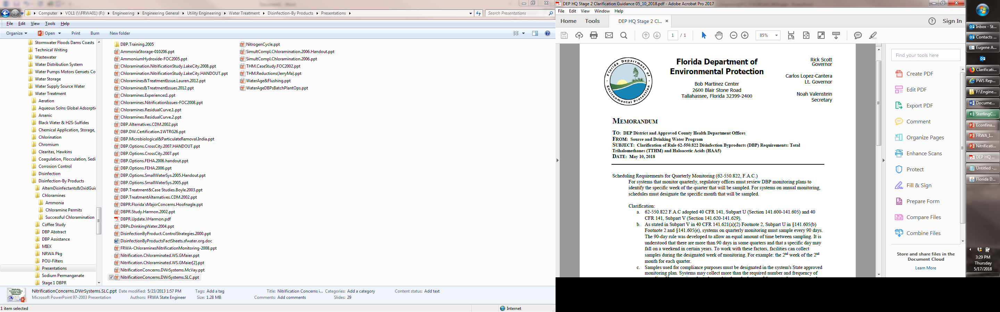 Computer ▸ VOL1 (\\FRWA01) (F:) ▸ Engineering ▸ Engineering General ▸ Utility Engineering ▸ Water Treatment ▸ Disinfection-By Products ▸ Presentations ▸
Search Presentations
File Edit View Tools Help
Organize Open Print Burn New folder
Stormwater Floods Dams Coasts
Technical Writing
Wastewater
Water Distribution System
Water Pumps Motors Gensets Co
Water Storage
Water Supply Source Water
Water Treatment
Aeration
Aqueous Solns Global Adsorpti
Arsenic
Black Water & H2S-Sulfides
Chemical Application, Storage,
Chlorination
Chromium
Clearitas, Hawkins
Coagulation, Flocculation, Sedi
Corrosion Control
Disinfection
Disinfection-By Products
AlternDisinfectants&OxidGuid
Chloramines
Ammonia
Chloramine Permits
Successful Chloramination
Coffee Study
DBP Abstract
DBP Assistance
MIEX
NRWA Pkg
POU-Filters
Presentations
Sodium Permanganate
Stage 1 DBPR
DBP.Training.2005
AmmoniaStorage-010206.ppt
AmmoniumHydroxide-FOC2005.ppt
Chloramination.NitrificationStudy.LakeCity.2008.ppt
Chloramination.NitrificationStudy.LakeCity.HANDOUT.ppt
Chloramines&TreatmentIssue.Lauren.2012.ppt
Chloramines&TreatmentIssues.2012.ppt
Chloramines.Experiences1.ppt
Chloramines.NitrificationIssues-FOC2008.ppt
Chloramines.ResidualCurve.1.ppt
Chloramines.ResidualCurve.2.ppt
DBP.Alternatives.CDM.2002.ppt
DBP.DW.Certification.1WTRG26.ppt
DBP.Microbiological&ParticulateRemoval.India.ppt
DBP.Options.CrossCity.2007.HANDOUT.ppt
DBP.Options.CrossCity.2007.ppt
DBP.Options.FEHA.2006.handout.ppt
DBP.Options.FEHA.2006.ppt
DBP.Options.SmallWaterSys.2005.Handout.ppt
DBP.Options.SmallWaterSys.2005.ppt
DBP.Treatment&Case Studies.Boyle.2003.ppt
DBP.TreatmentAlternatives.CDM.2002.ppt
DBPR.Florida'sMajorConcerns.Hoofnagle.ppt
DBPR.Study.Harmon.2002.ppt
DBPR.Update.VHarmon.pdf
DBPs.DrinkingWater.2004.ppt
DisinfectionByProduct.ControlStrategies.2000.ppt
DisinfectionByProductsFactSheets.sfwater.org.doc
FRWA-ChloraminesNitrificationMonitoring-2008.ppt
Nitrification.Chloraminated.WS.GMaier.ppt
Nitrification.Chloraminated.WS.GMaier[2].ppt
NitrificationConcerns.DWrSystems.McVay.ppt
NitrificationConcerns.DWrSystems.SLC.ppt
NitrogenCycle.ppt
SimultCompl.Chloramination.2006.Handout.ppt
SimultCompl.Chloramination.2006.ppt
THM.CaseStudy.FOC2002.ppt
THM.Reductions(JerryMa).ppt
WaterAge&Flushing.ppt
WaterAgeDBPsBatchPlantOps.ppt
NitrificationConcerns.DWrSystems.SLC.ppt Date modified: 5/23/2013 1:57 PM Tags: Add a tag Title: Nitrification Concerns i... Categories: Add a category Content status: Add text
Microsoft PowerPoint 97-2003 Presentation Authors: FRWA State Engineer Size: 1.28 MB Comments: Add comments Slides: 29
1 item selected
Internet
DEP HQ Stage 2 Clarification Guidance 05_10_2018.pdf - Adobe Acrobat Pro 2017
File Edit View Window Help
Home Tools DEP HQ Stage 2 Cl... × Sign In
1 / 1 85%
Florida Department of Environmental Protection
Florida Department of
Environmental Protection
Bob Martinez Center
2600 Blair Stone Road
Tallahassee, Florida 32399-2400
Rick Scott
Governor
Carlos Lopez-Cantera
Lt. Governor
Noah Valenstein
Secretary
MEMORANDUM
TO: DEP District and Approved County Health Department Offices
FROM: Source and Drinking Water Program
SUBJECT: Clarification of Rule 62-550.822 Disinfection Byproducts (DBP) Requirements: Total
Trihalomethanes (TTHM) and Haloacetic Acids (HAA5)
DATE: May 10, 2018
Scheduling Requirements for Quarterly Monitoring (62-550.822, F.A.C.)
For systems that monitor quarterly, regulatory offices must review DBP monitoring plans to
identify the specific week of the quarter that will be sampled. For systems on annual monitoring,
schedules must designate the specific month that will be sampled.
Clarification:
a. 62-550.822 F.A.C adopted 40 CFR 141, Subpart U (Section 141.600-141.605) and 40
CFR 141, Subpart V (Section 141.620-141.629).
b. As stated in Subpart V in 40 CFR 141.621(a)(2) Footnote 2, Subpart U in §141.605(b)
Footnote 2 and §141.605(e), systems on quarterly monitoring must sample every 90 days.
The 90-day rule was developed to allow an equal amount of time between sampling. It is
understood that there are more than 90 days in some quarters and that a specific day may
fall on a weekend in certain years. To work with these factors, facilities can collect
samples during the designated week of monitoring. For example: the 2nd week of the 2nd
month for each quarter.
c. Samples used for compliance purposes must be designated in the system's State approved
monitoring plan. Systems may collect more than the required number and frequency of
Find your tools here
Create PDF
Edit PDF
Export PDF
Comment
Organize Pages
Enhance Scans
Protect
Fill & Sign
Prepare Form
Compare Files
Combine Files
Store and share files in the
Document Cloud
Learn More
Inbox - St...
Contacts ...
Eugene A...
Clarificati...
PWS Rep...
F:\Engine...
Docume...
SterlingC...
Econfina...
FRWA_I...
Nitrificati...
DEP HQ ...
Untitled -...
Florida D...
3:29 PM
Thursday
5/17/2018